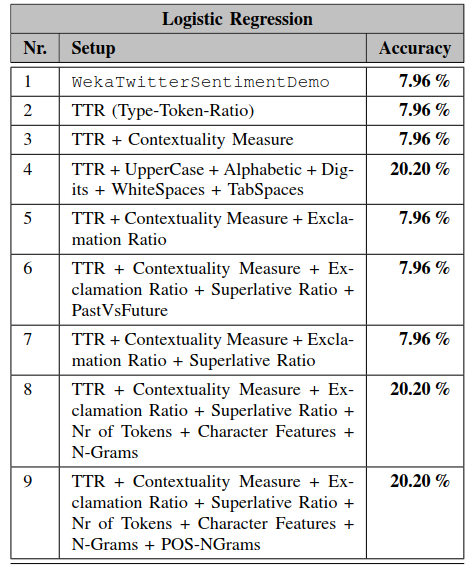 Logistic Regression
Nr. Setup Accuracy
1 WekaTwitterSentimentDemo 7.96 %
2 TTR (Type-Token-Ratio) 7.96 %
3 TTR + Contextuality Measure 7.96 %
4 TTR + UpperCase + Alphabetic + Dig- 20.20 %
its + WhiteSpaces + TabSpaces
5 TTR + Contextuality Measure + Excla- 7.96 %
mation Ratio
6 TTR + Contextuality Measure + Ex- 7.96 %
clamation Ratio + Superlative Ratio +
PastVsFuture
7 TTR + Contextuality Measure + Excla- 7.96 %
mation Ratio + Superlative Ratio
8 TTR + Contextuality Measure + Ex- 20.20 %
clamation Ratio + Superlative Ratio +
Nr of Tokens + Character Features +
N-Grams
9 TTR + Contextuality Measure + Ex- 20.20 %
clamation Ratio + Superlative Ratio +
Nr of Tokens + Character Features +
N-Grams + POS-NGrams